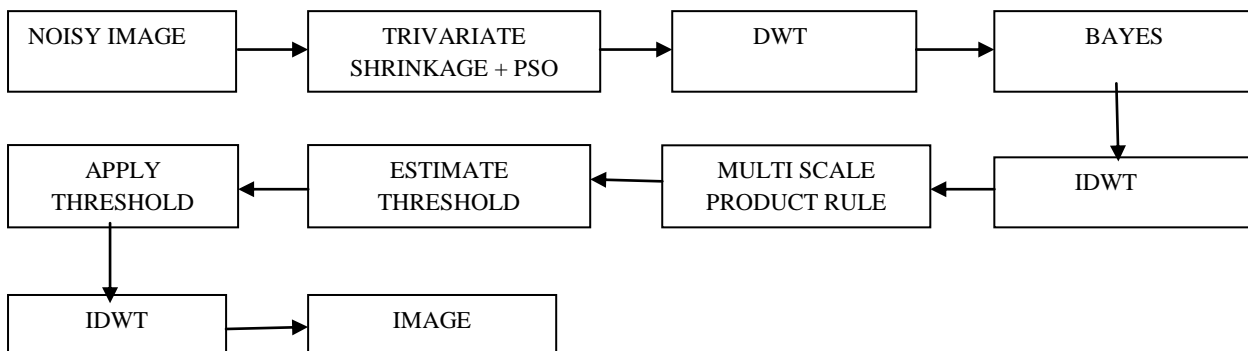 NOISY IMAGE
TRIVARIATE
SHRINKAGE + PSO
DWT
BAYES
IDWT
MULTI SCALE
PRODUCT RULE
ESTIMATE
THRESHOLD
APPLY
THRESHOLD
IDWT
IMAGE